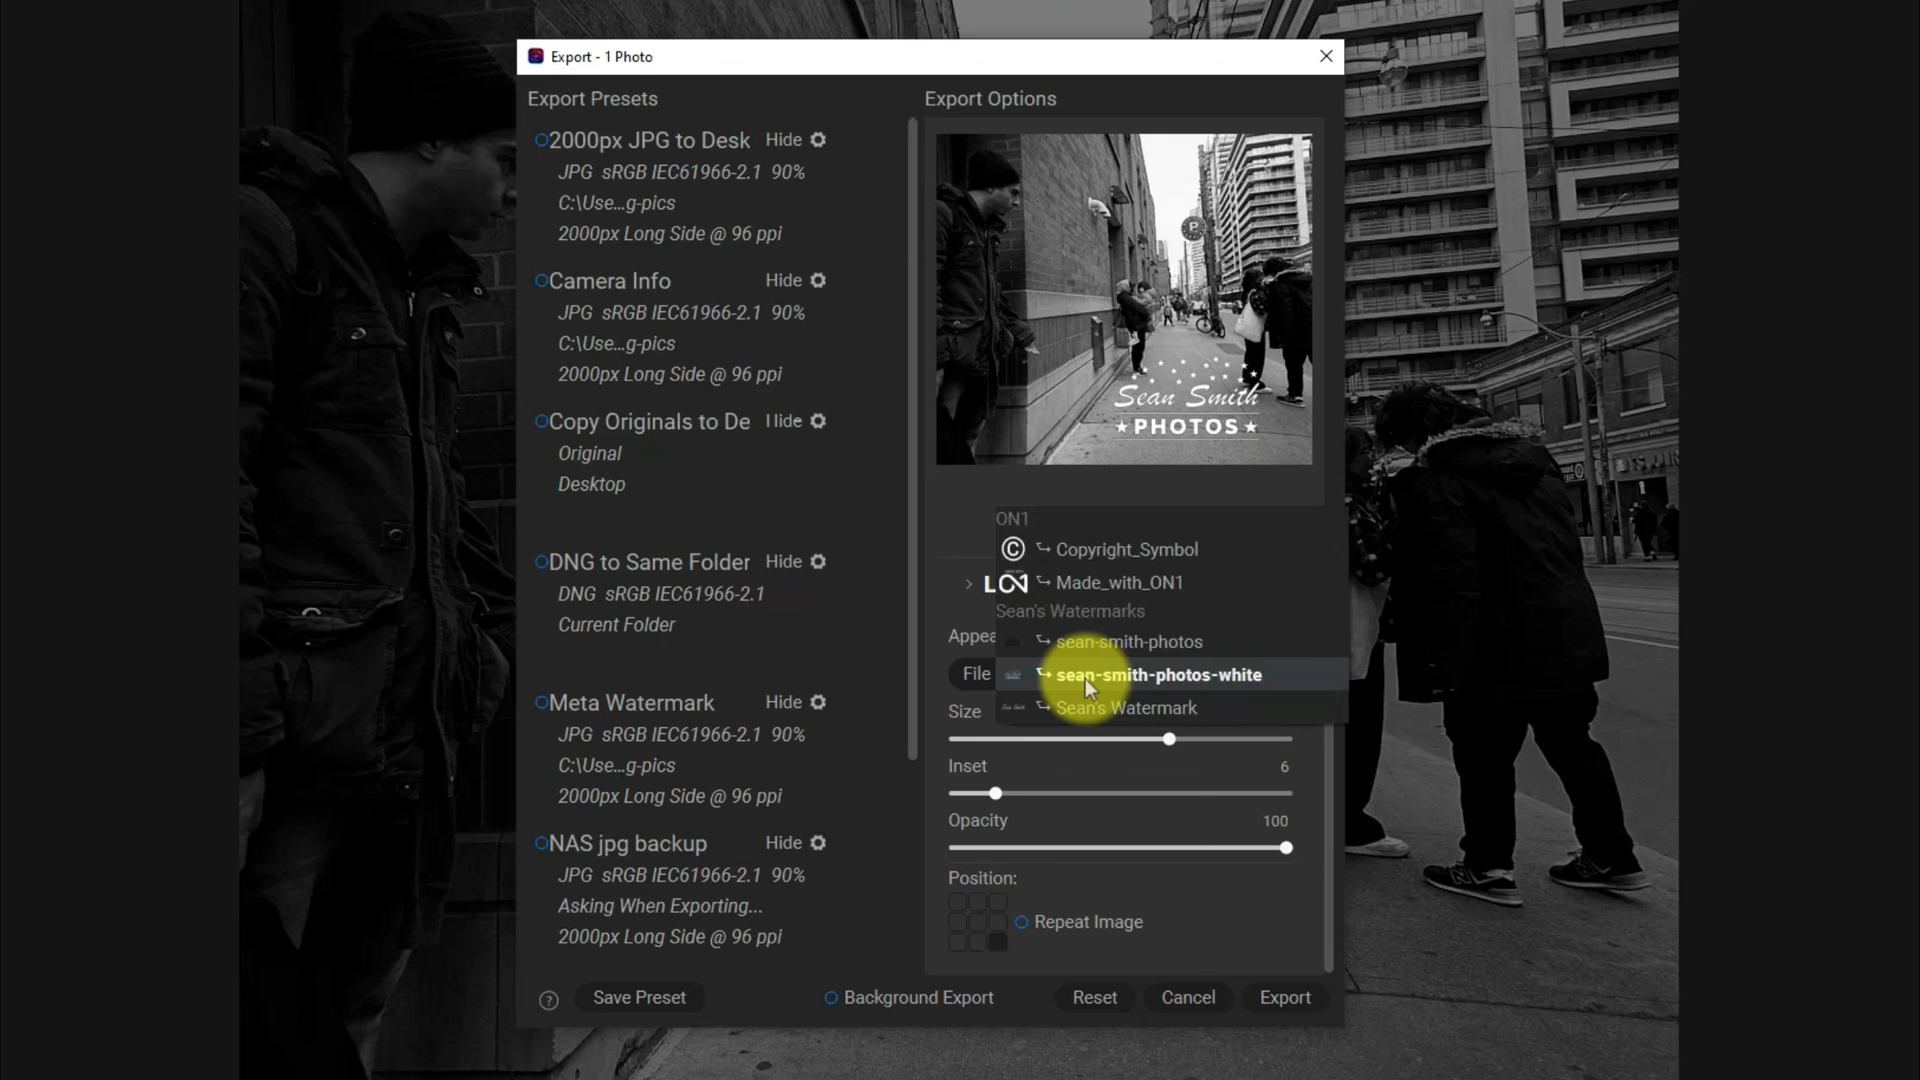 Export - 1 Photo
Export Presets
2000px JPG to Desk Hide
JPG sRGB IEC61966-2.1 90%
C:\Use...g-pics
2000px Long Side @ 96 ppi
Camera Info Hide
JPG sRGB IEC61966-2.1 90%
C:\Use...g-pics
2000px Long Side @ 96 ppi
Copy Originals to De Hide
Original
Desktop
DNG to Same Folder Hide
DNG sRGB IEC61966-2.1
Current Folder
Meta Watermark Hide
JPG sRGB IEC61966-2.1 90%
C:\Use...g-pics
2000px Long Side @ 96 ppi
NAS jpg backup Hide
JPG sRGB IEC61966-2.1 90%
Asking When Exporting...
2000px Long Side @ 96 ppi
Export Options
P
Sean Smith
★PHOTOS★
ON1
© Copyright_Symbol
L ON Made_with_ON1
Sean's Watermarks
Appea
sean-smith-photos
File sean-smith-photos-white
Size Sean's Watermark
Inset 6
Opacity 100
Position:
Repeat Image
? Save Preset
Background Export
Reset
Cancel
Export